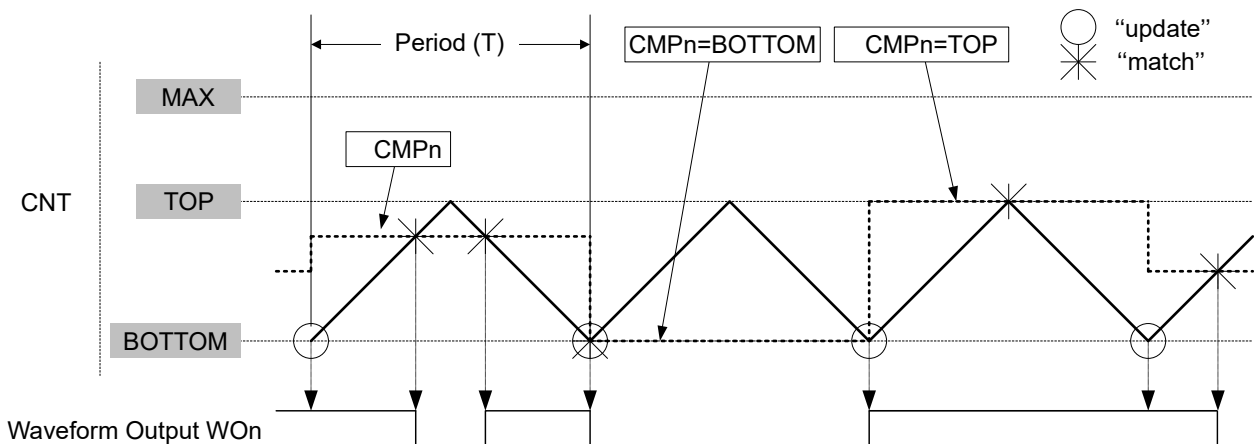 Period (T)
CMPn=BOTTOM
CMPn=TOP
“update”
“match”
MAX
CMPn
CNT
TOP
BOTTOM
Waveform Output WOn